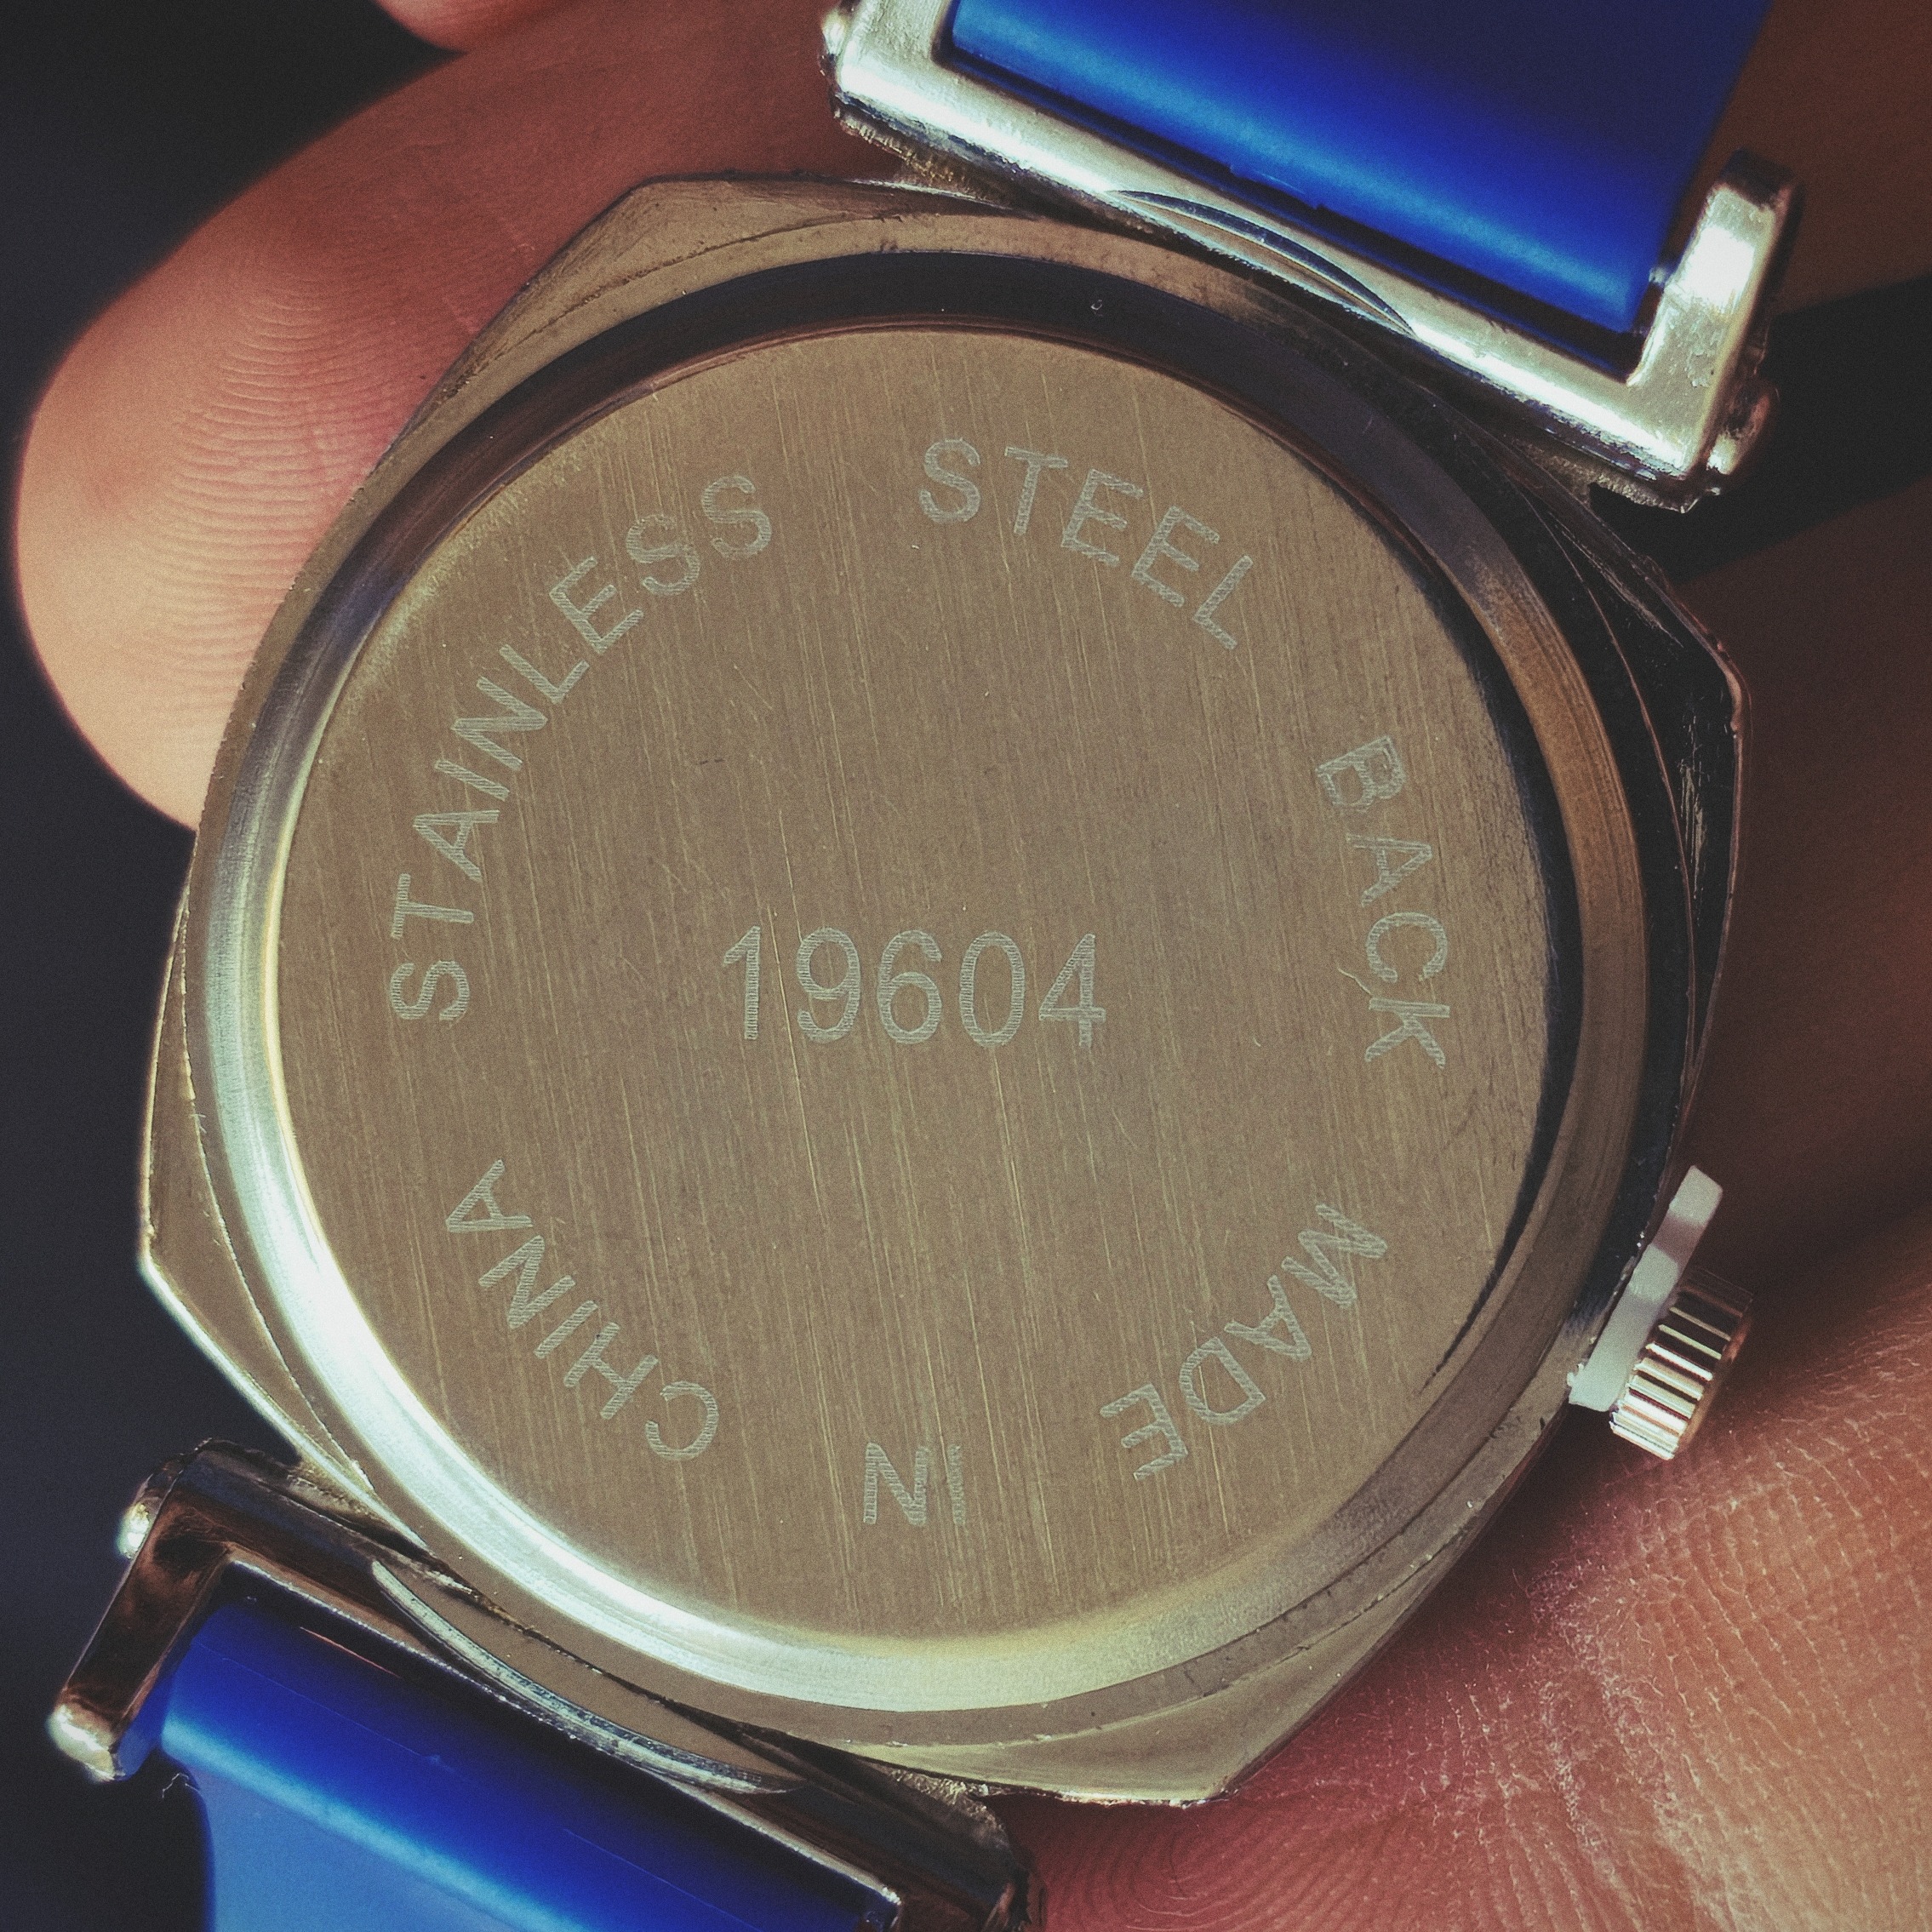 STAINLESS STEEL BACK
19604
MADE IN CHINA